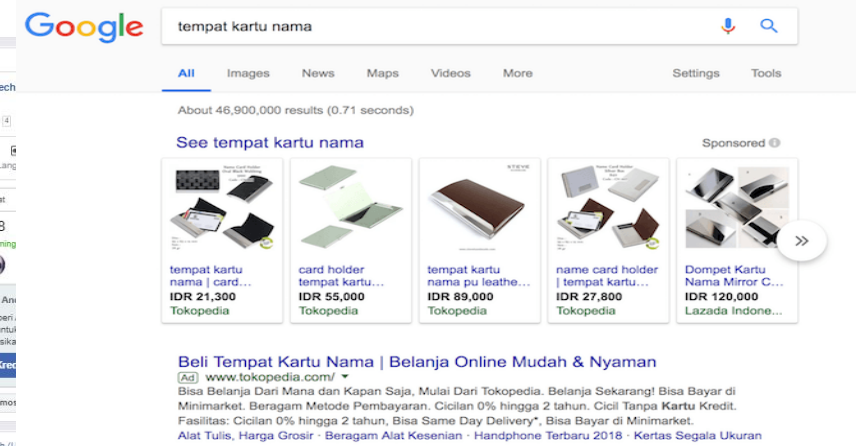 Google
tempat kartu nama
All Images News Maps Videos More Settings Tools
About 46,900,000 results (0.71 seconds)
See tempat kartu nama
Sponsored
tempat kartu
nama | card...
IDR 21,300
Tokopedia
card holder
tempat kartu...
IDR 55,000
Tokopedia
STEVE
tempat kartu
nama pu leathe...
IDR 89,000
Tokopedia
name card holder
| tempat kartu...
IDR 27,800
Tokopedia
Dompet Kartu
Nama Mirror C...
IDR 120,000
Lazada Indone...
Beli Tempat Kartu Nama | Belanja Online Mudah & Nyaman
Ad www.tokopedia.com/
Bisa Belanja Dari Mana dan Kapan Saja, Mulai Dari Tokopedia. Belanja Sekarang! Bisa Bayar di
Minimarket. Beragam Metode Pembayaran. Cicilan 0% hingga 2 tahun. Cicil Tanpa Kartu Kredit.
Fasilitas: Cicilan 0% hingga 2 tahun, Bisa Same Day Delivery*, Bisa Bayar di Minimarket.
Alat Tulis, Harga Grosir · Beragam Alat Kesenian · Handphone Terbaru 2018 · Kertas Segala Ukuran